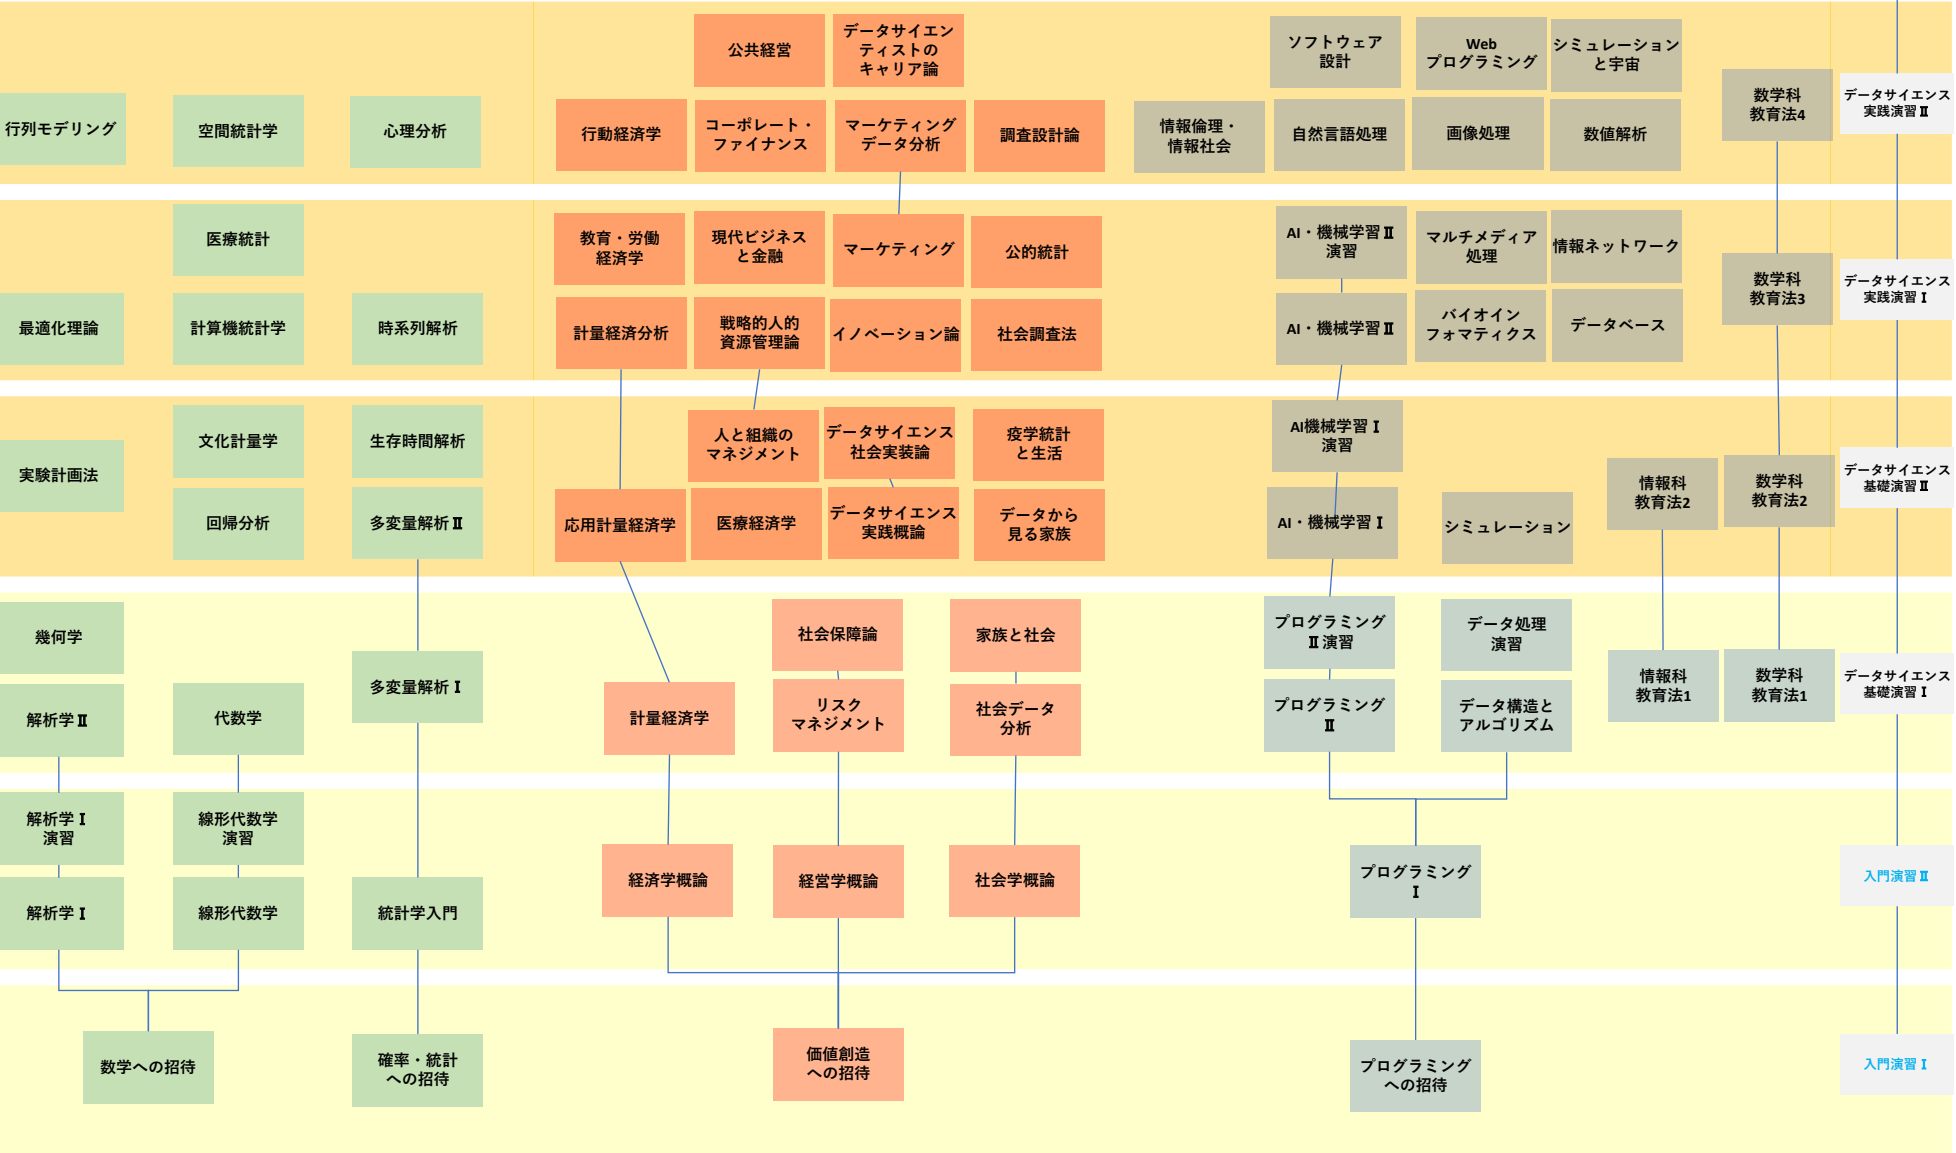 公共経営
データサイエン
ティストの
キャリア論
ソフトウェア
設計
Web
プログラミング
シミュレーション
と宇宙
行列モデリング
空間統計学
心理分析
行動経済学
コーポレート・
ファイナンス
マーケティング
データ分析
調査設計論
情報倫理・
情報社会
自然言語処理
画像処理
数値解析
数学科
教育法4
データサイエンス
実践演習Ⅱ
医療統計
教育・労働
経済学
現代ビジネス
と金融
マーケティング
公的統計
AI・機械学習Ⅱ
演習
マルチメディア
処理
情報ネットワーク
数学科
教育法3
データサイエンス
実践演習Ⅰ
最適化理論
計算機統計学
時系列解析
計量経済分析
戦略的人的
資源管理論
イノベーション論
社会調査法
AI・機械学習Ⅱ
バイオイン
フォマティクス
データベース
実験計画法
文化計量学
生存時間解析
人と組織の
マネジメント
データサイエンス
社会実装論
疫学統計
と生活
AI機械学習Ⅰ
演習
情報科
教育法2
数学科
教育法2
データサイエンス
基礎演習Ⅱ
回帰分析
多変量解析Ⅱ
応用計量経済学
医療経済学
データサイエンス
実践概論
データから
見る家族
AI・機械学習Ⅰ
シミュレーション
幾何学
社会保障論
家族と社会
プログラミング
Ⅱ演習
データ処理
演習
解析学Ⅱ
代数学
多変量解析Ⅰ
計量経済学
リスク
マネジメント
社会データ
分析
プログラミング
Ⅱ
データ構造と
アルゴリズム
情報科
教育法1
数学科
教育法1
データサイエンス
基礎演習Ⅰ
解析学Ⅰ
演習
線形代数学
演習
解析学Ⅰ
線形代数学
統計学入門
経済学概論
経営学概論
社会学概論
プログラミング
Ⅰ
入門演習Ⅱ
数学への招待
確率・統計
への招待
価値創造
への招待
プログラミング
への招待
入門演習Ⅰ